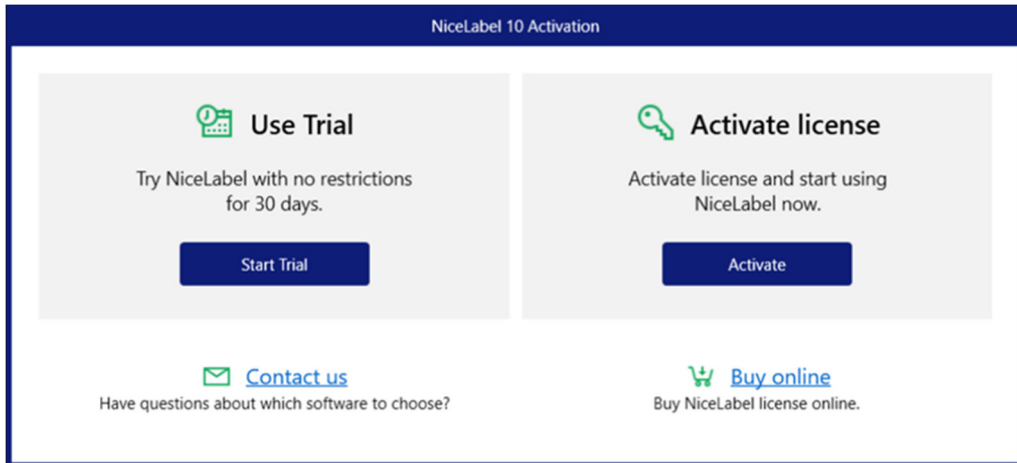 NiceLabel 10 Activation
Use Trial
Try NiceLabel with no restrictions
for 30 days.
Start Trial
Activate license
Activate license and start using
NiceLabel now.
Activate
Contact us
Have questions about which software to choose?
Buy online
Buy NiceLabel license online.